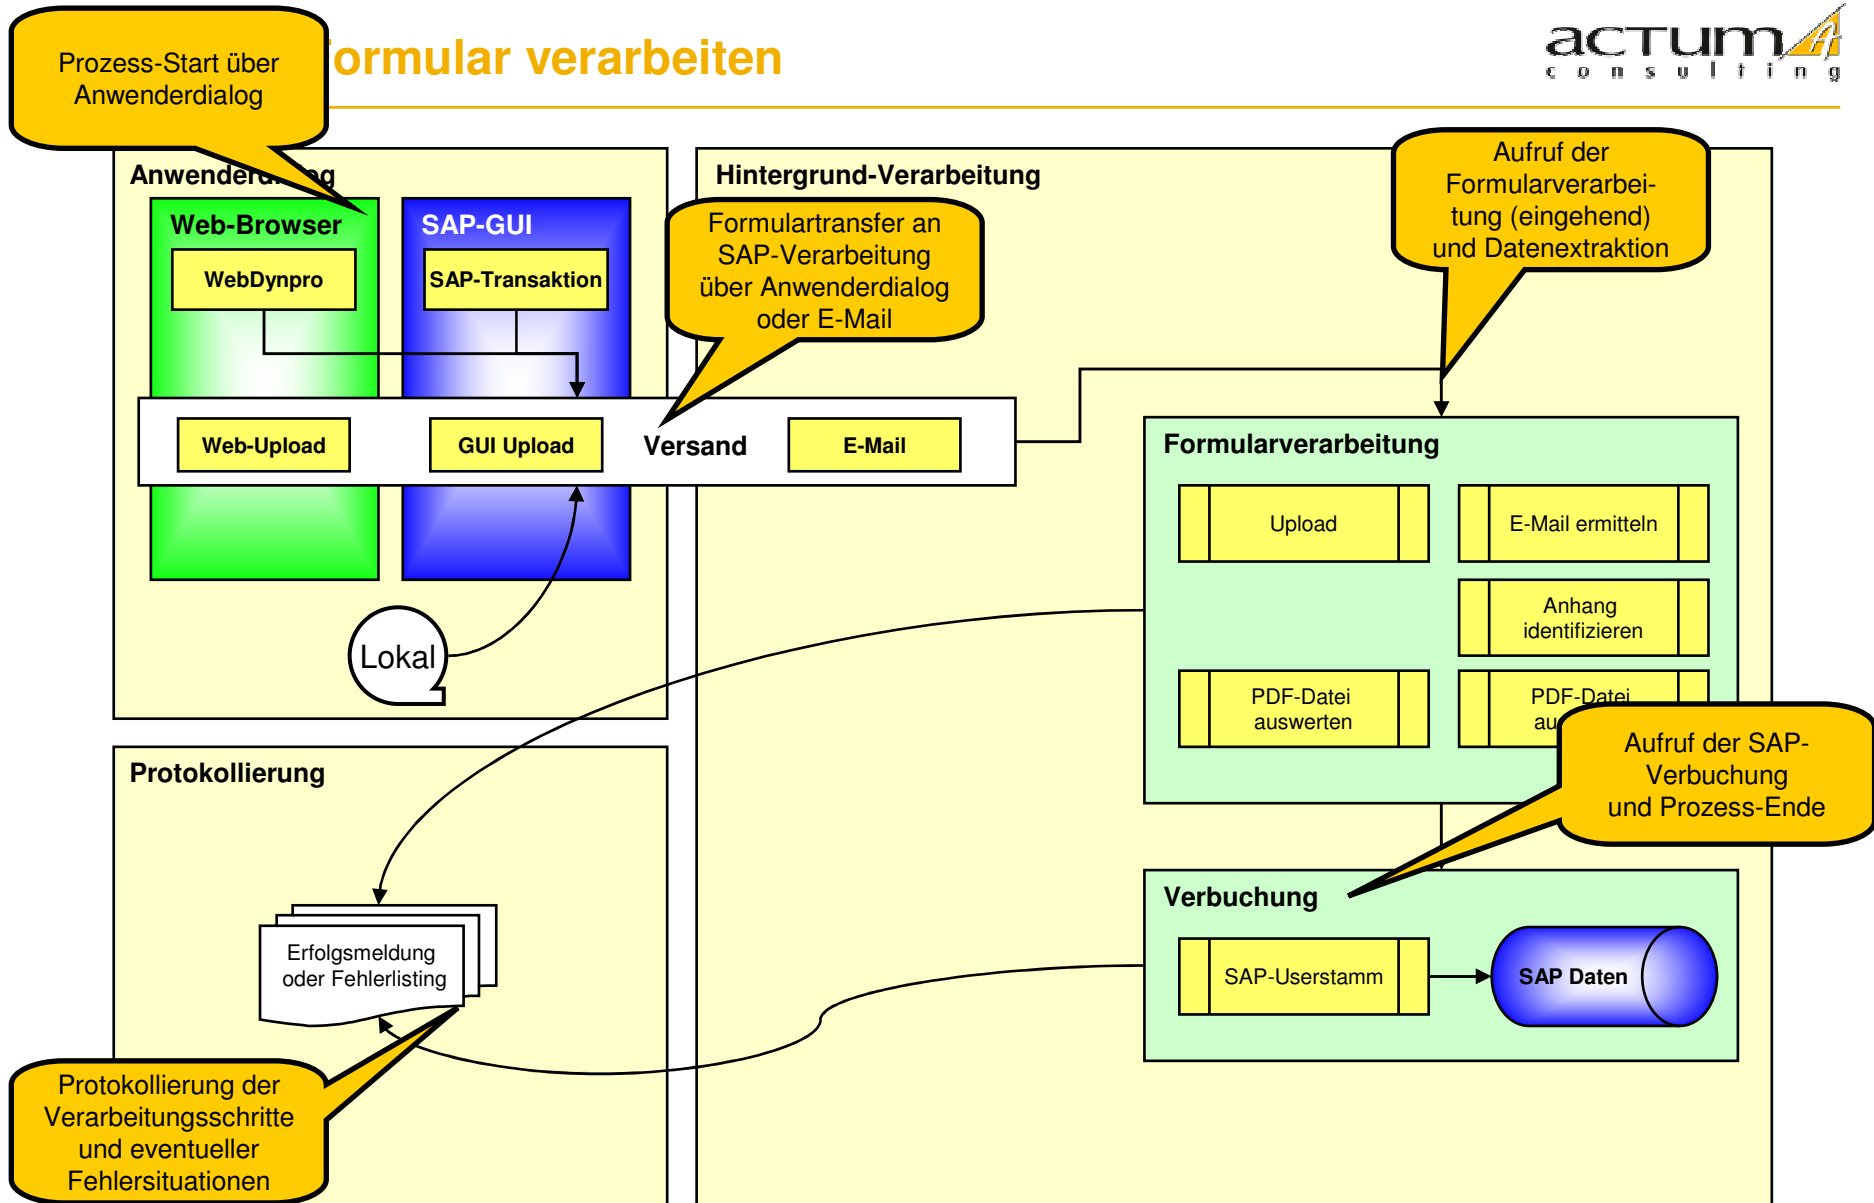 Prozess-Start über
Anwenderdialog
ormular verarbeiten
actum
consulting
Anwenderdialog
Web-Browser
SAP-GUI
WebDynpro
SAP-Transaktion
Hintergrund-Verarbeitung
Formulartransfer an
SAP-Verarbeitung
über Anwenderdialog
oder E-Mail
Aufruf der
Formularverarbei-
tung (eingehend)
und Datenextraktion
Web-Upload
GUI Upload
Versand
E-Mail
Lokal
Formularverarbeitung
Upload
E-Mail ermitteln
Anhang
identifizieren
PDF-Datei
auswerten
PDF-Datei
au
Aufruf der SAP-
Verbuchung
und Prozess-Ende
Protokollierung
Erfolgsmeldung
oder Fehlerlisting
Verbuchung
SAP-Userstamm
SAP Daten
Protokollierung der
Verarbeitungsschritte
und eventueller
Fehlersituationen